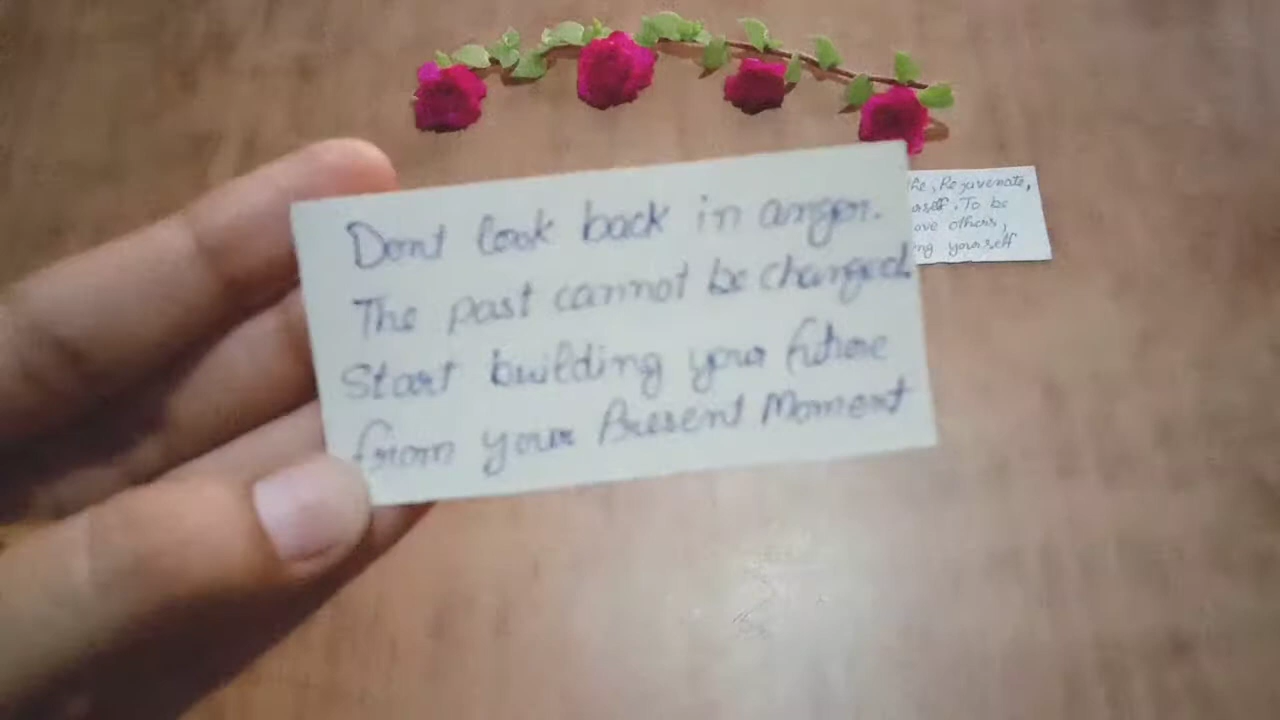 Dont look back in anger.
The past cannot be changed.
Start building your future
from your Present Moment
Rejuvenate,
To be
others,
yourself